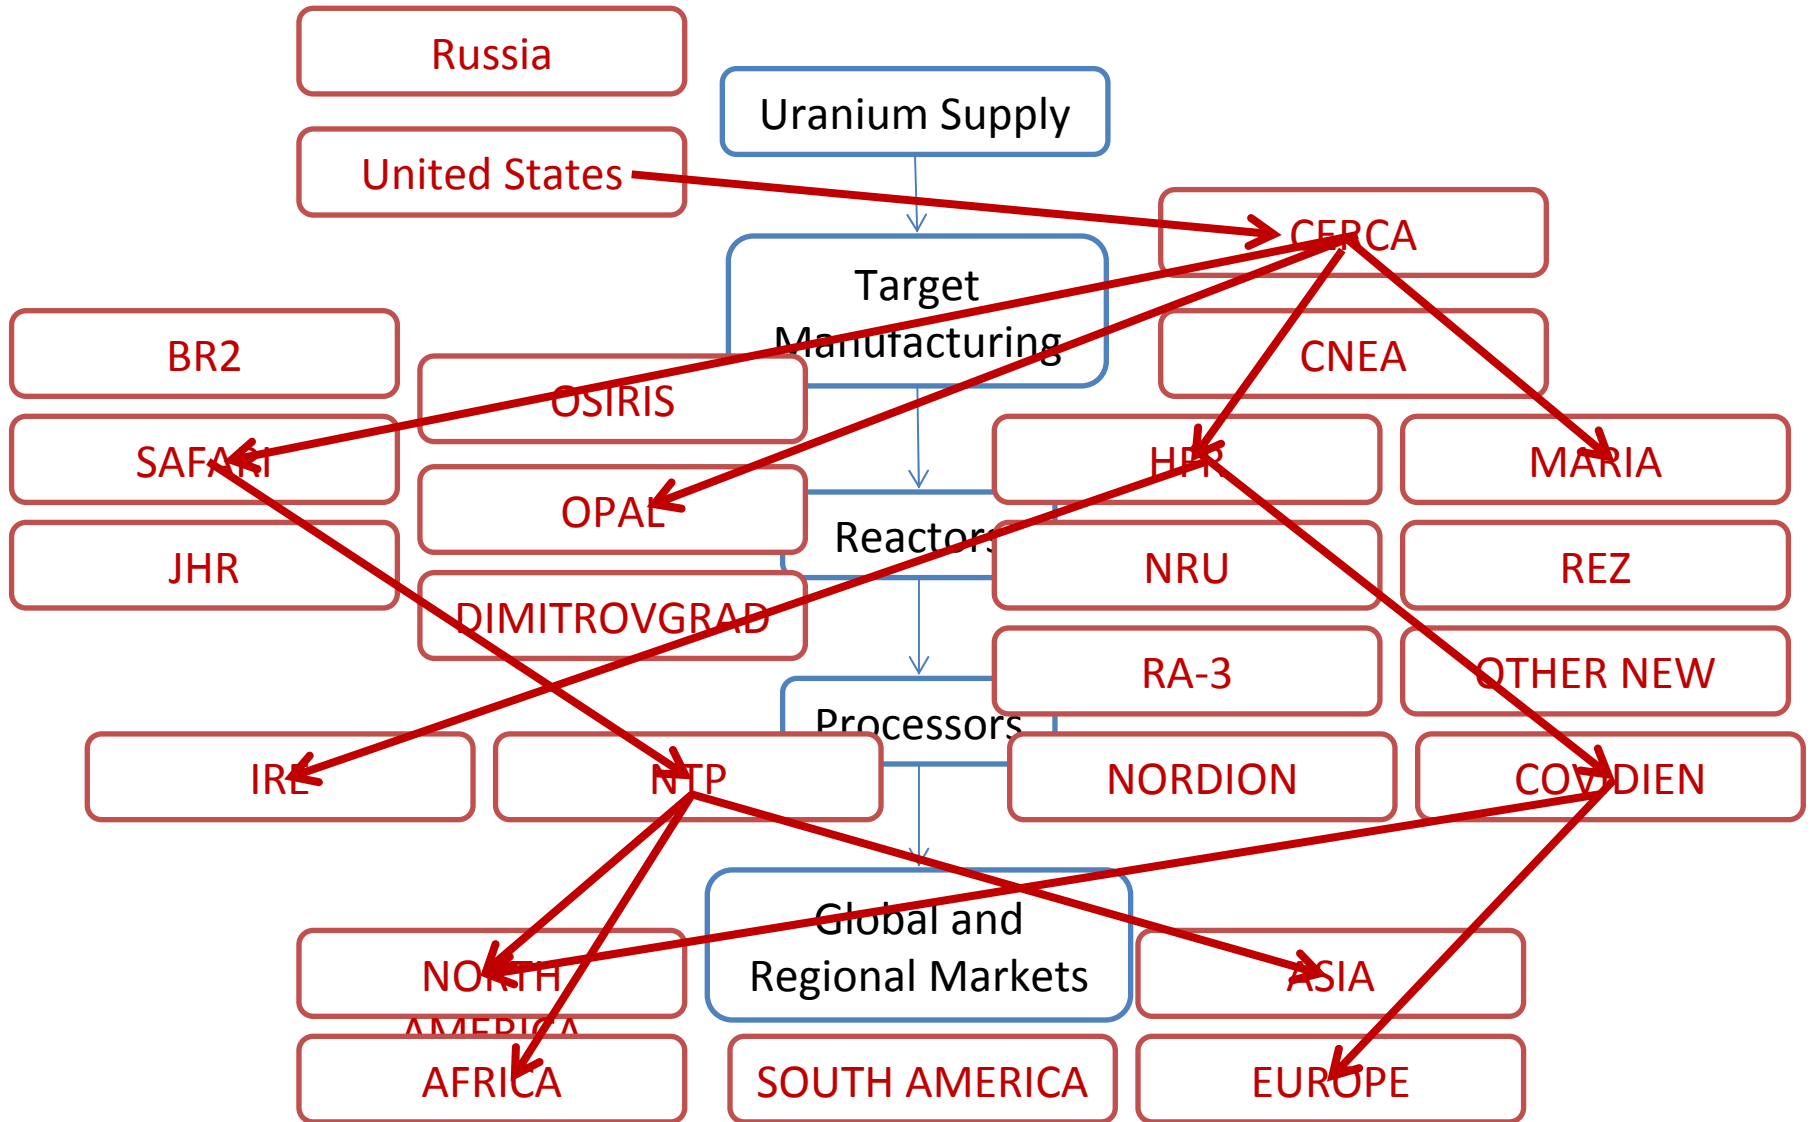 Russia
Uranium Supply
United States
CERCA
Target
Manufacturing
BR2
CNEA
OSIRIS
SAFARI
HFR
MARIA
OPAL
Reactors
JHR
NRU
REZ
DIMITROVGRAD
RA-3
OTHER NEW
Processors
IRE
NTP
NORDION
COVIDIEN
Global and
Regional Markets
NORTH
AMERICA
ASIA
AFRICA
SOUTH AMERICA
EUROPE